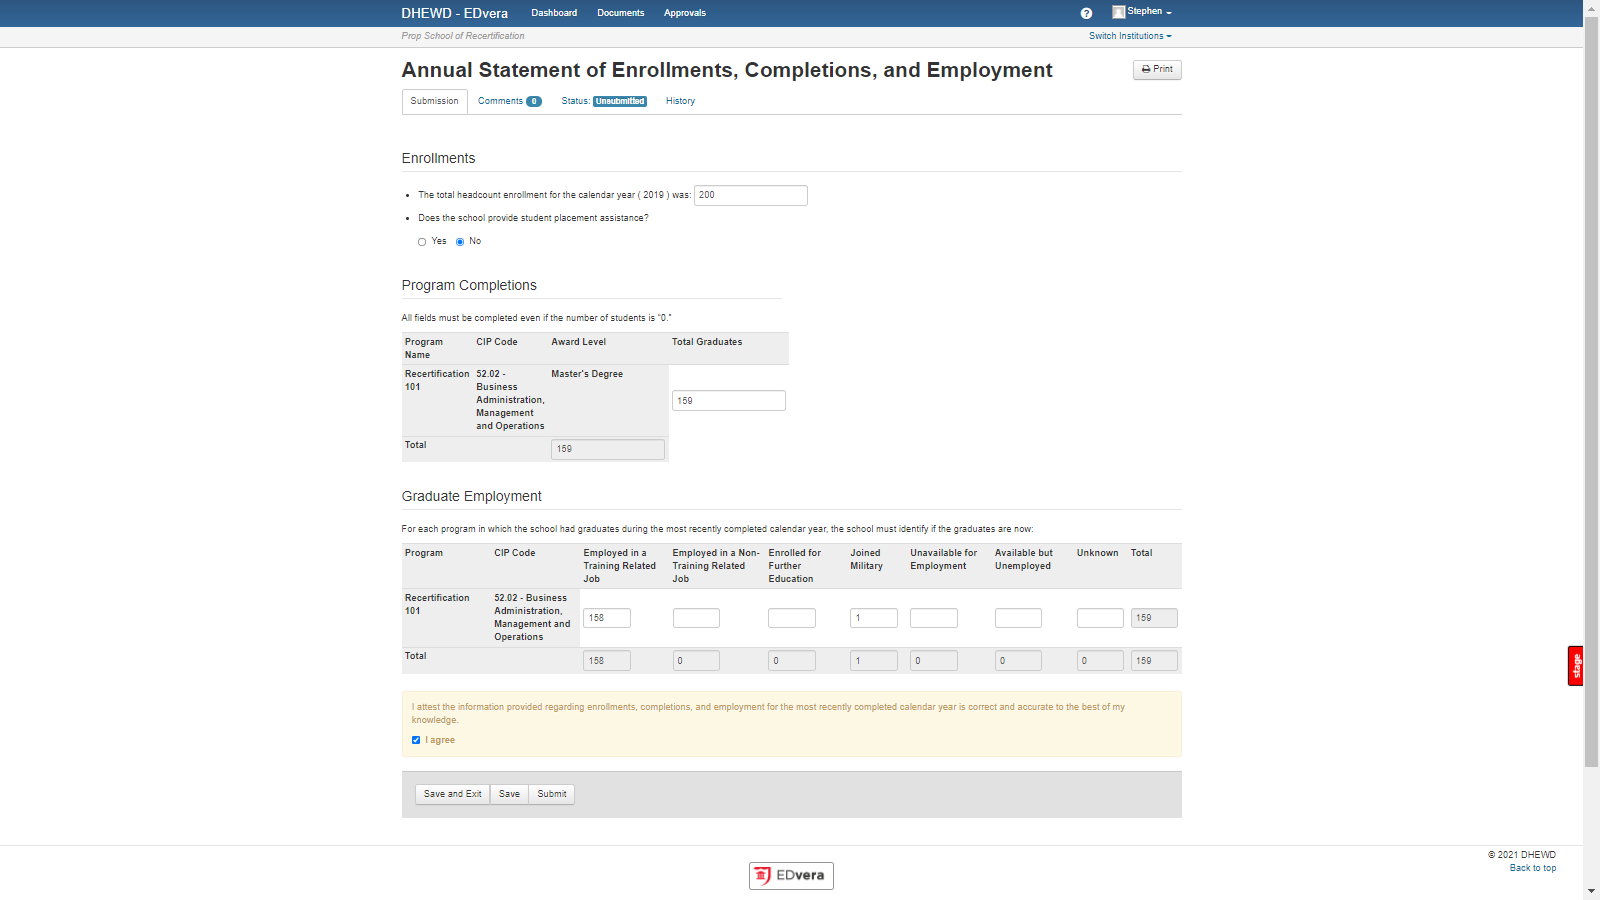 DHEWD - EDvera Dashboard Documents Approvals ? Stephen
Prop School of Recertification Switch Institutions
Annual Statement of Enrollments, Completions, and Employment Print
Submission Comments 0 Status: Unsubmitted History
Enrollments
• The total headcount enrollment for the calendar year ( 2019 ) was: 200
• Does the school provide student placement assistance?
Yes No
Program Completions
All fields must be completed even if the number of students is "0."
Program Name CIP Code Award Level Total Graduates
Recertification 101 52.02 - Business Administration, Management and Operations Master's Degree 159
Total 159
Graduate Employment
For each program in which the school had graduates during the most recently completed calendar year, the school must identify if the graduates are now:
Program CIP Code Employed in a Training Related Job Employed in a Non-Training Related Job Enrolled for Further Education Joined Military Unavailable for Employment Available but Unemployed Unknown Total
Recertification 101 52.02 - Business Administration, Management and Operations 158 1 159
Total 158 0 0 1 0 0 0 159
I attest the information provided regarding enrollments, completions, and employment for the most recently completed calendar year is correct and accurate to the best of my
knowledge.
I agree
Save and Exit Save Submit
stage
© 2021 DHEWD
Back to top
EDvera